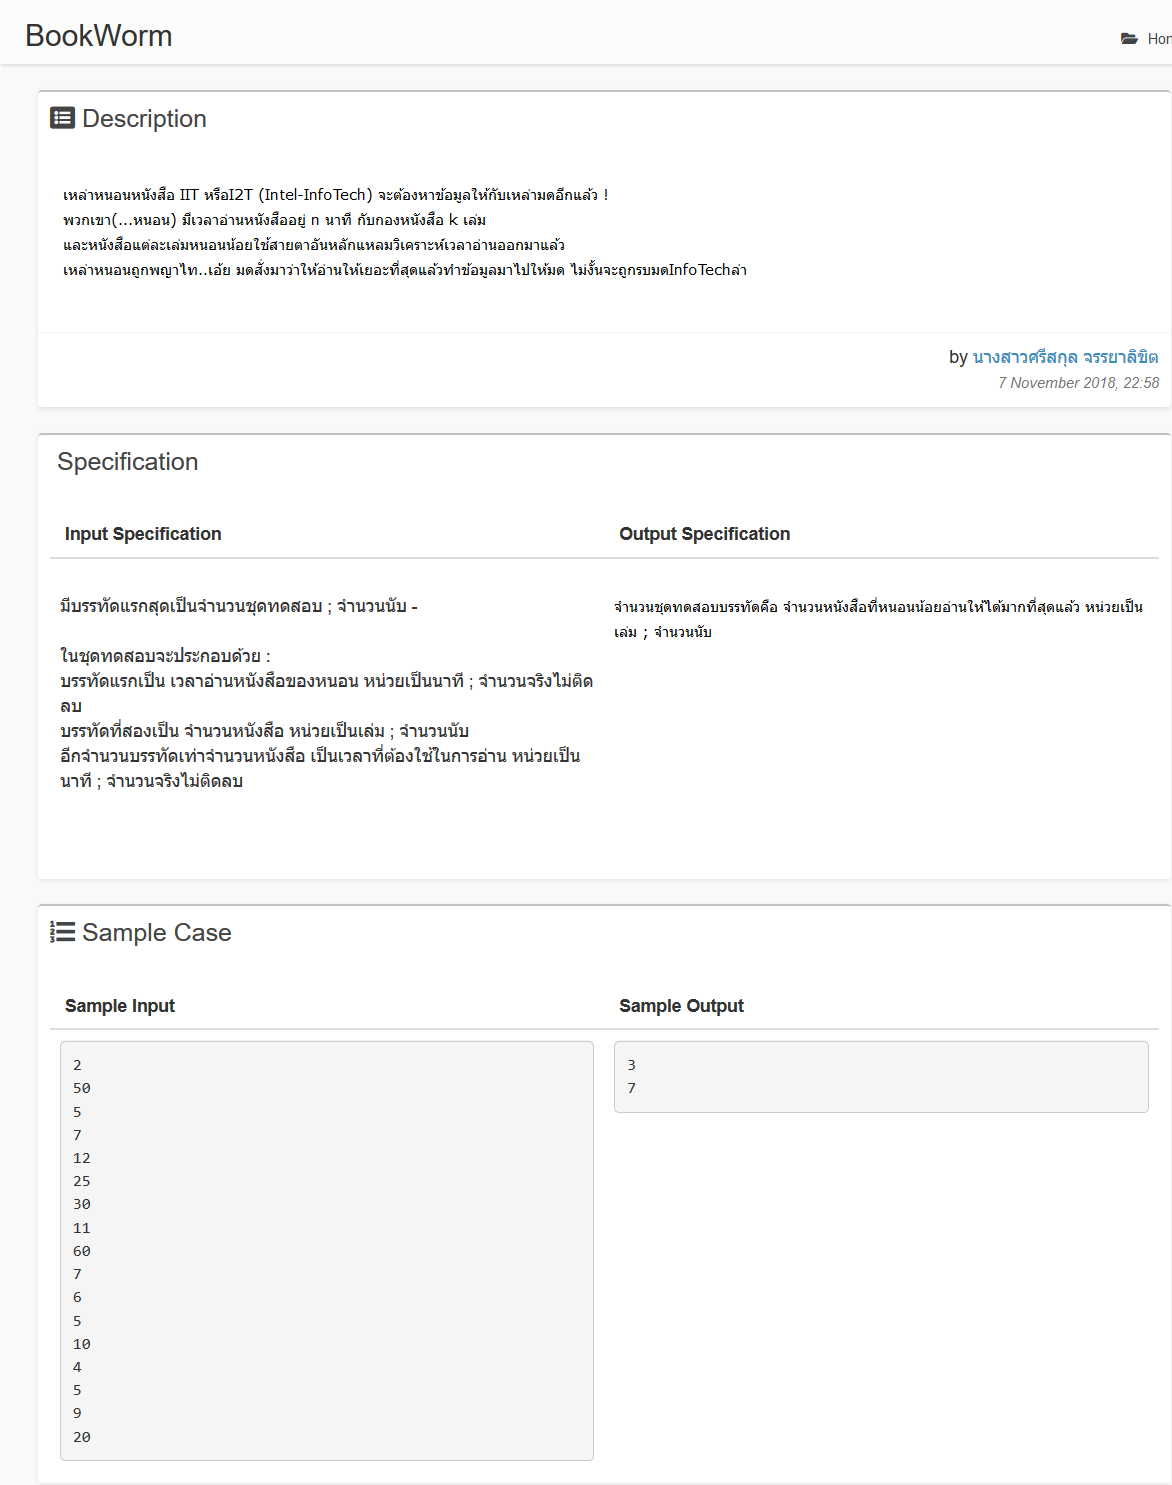 BookWorm
Description
เหล่าหนอนหนังสือ IIT หรือI2T (Intel-InfoTech) จะต้องหาข้อมูลให้กับเหล่ามดอีกแล้ว !
พวกเขา(...หนอน) มีเวลาอ่านหนังสืออยู่ n นาที กับกองหนังสือ k เล่ม
และหนังสือแต่ละเล่มหนอนน้อยใช้สายตาอันหลักแหลมวิเคราะห์เวลาอ่านออกมาแล้ว
เหล่าหนอนถูกพญาไท..เอ้ย มดสั่งมาว่าให้อ่านให้เยอะที่สุดแล้วทำข้อมูลมาไปให้มด ไม่งั้นจะถูกรบมดInfoTechล่า
by นางสาวศรีสกุล จรรยาลิขิต
7 November 2018, 22:58
Specification
Input Specification
Output Specification
มีบรรทัดแรกสุดเป็นจำนวนชุดทดสอบ ; จำนวนนับ -
ในชุดทดสอบจะประกอบด้วย :
บรรทัดแรกเป็น เวลาอ่านหนังสือของหนอน หน่วยเป็นนาที ; จำนวนจริงไม่ติด
ลบ
บรรทัดที่สองเป็น จำนวนหนังสือ หน่วยเป็นเล่ม ; จำนวนนับ
อีกจำนวนบรรทัดเท่าจำนวนหนังสือ เป็นเวลาที่ต้องใช้ในการอ่าน หน่วยเป็น
นาที ; จำนวนจริงไม่ติดลบ
จำนวนชุดทดสอบบรรทัดคือ จำนวนหนังสือที่หนอนน้อยอ่านให้ได้มากที่สุดแล้ว หน่วยเป็น
เล่ม ; จำนวนนับ
Sample Case
Sample Input
2
50
5
7
12
25
30
11
60
7
6
5
10
4
5
9
20
Sample Output
3
7